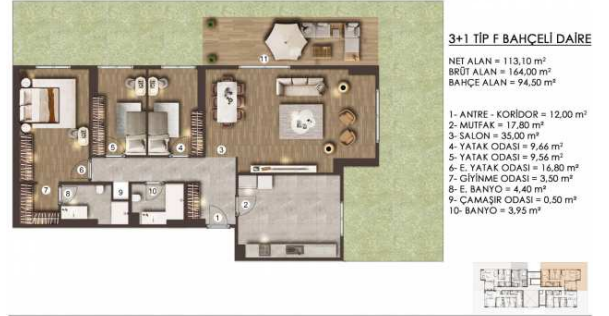 3+1 TİP F BAHÇELİ DAİRE
NET ALAN = 113,10 m²
BRÜT ALAN = 164,00 m²
BAHÇE ALAN = 94,50 m²
1- ANTRE - KORİDOR = 12,00 m²
2- MUTFAK = 17,80 m²
3- SALON = 35,00 m²
4- YATAK ODASI = 9,66 m²
5- YATAK ODASI = 9,56 m²
6- E. YATAK ODASI = 16,80 m²
7- GİYİNME ODASI = 3,50 m²
8- E. BANYO = 4,40 m²
9- ÇAMAŞIR ODASI = 0,50 m²
10- BANYO = 3,95 m²
11
5
4
3
6
7
8
9
10
1
2